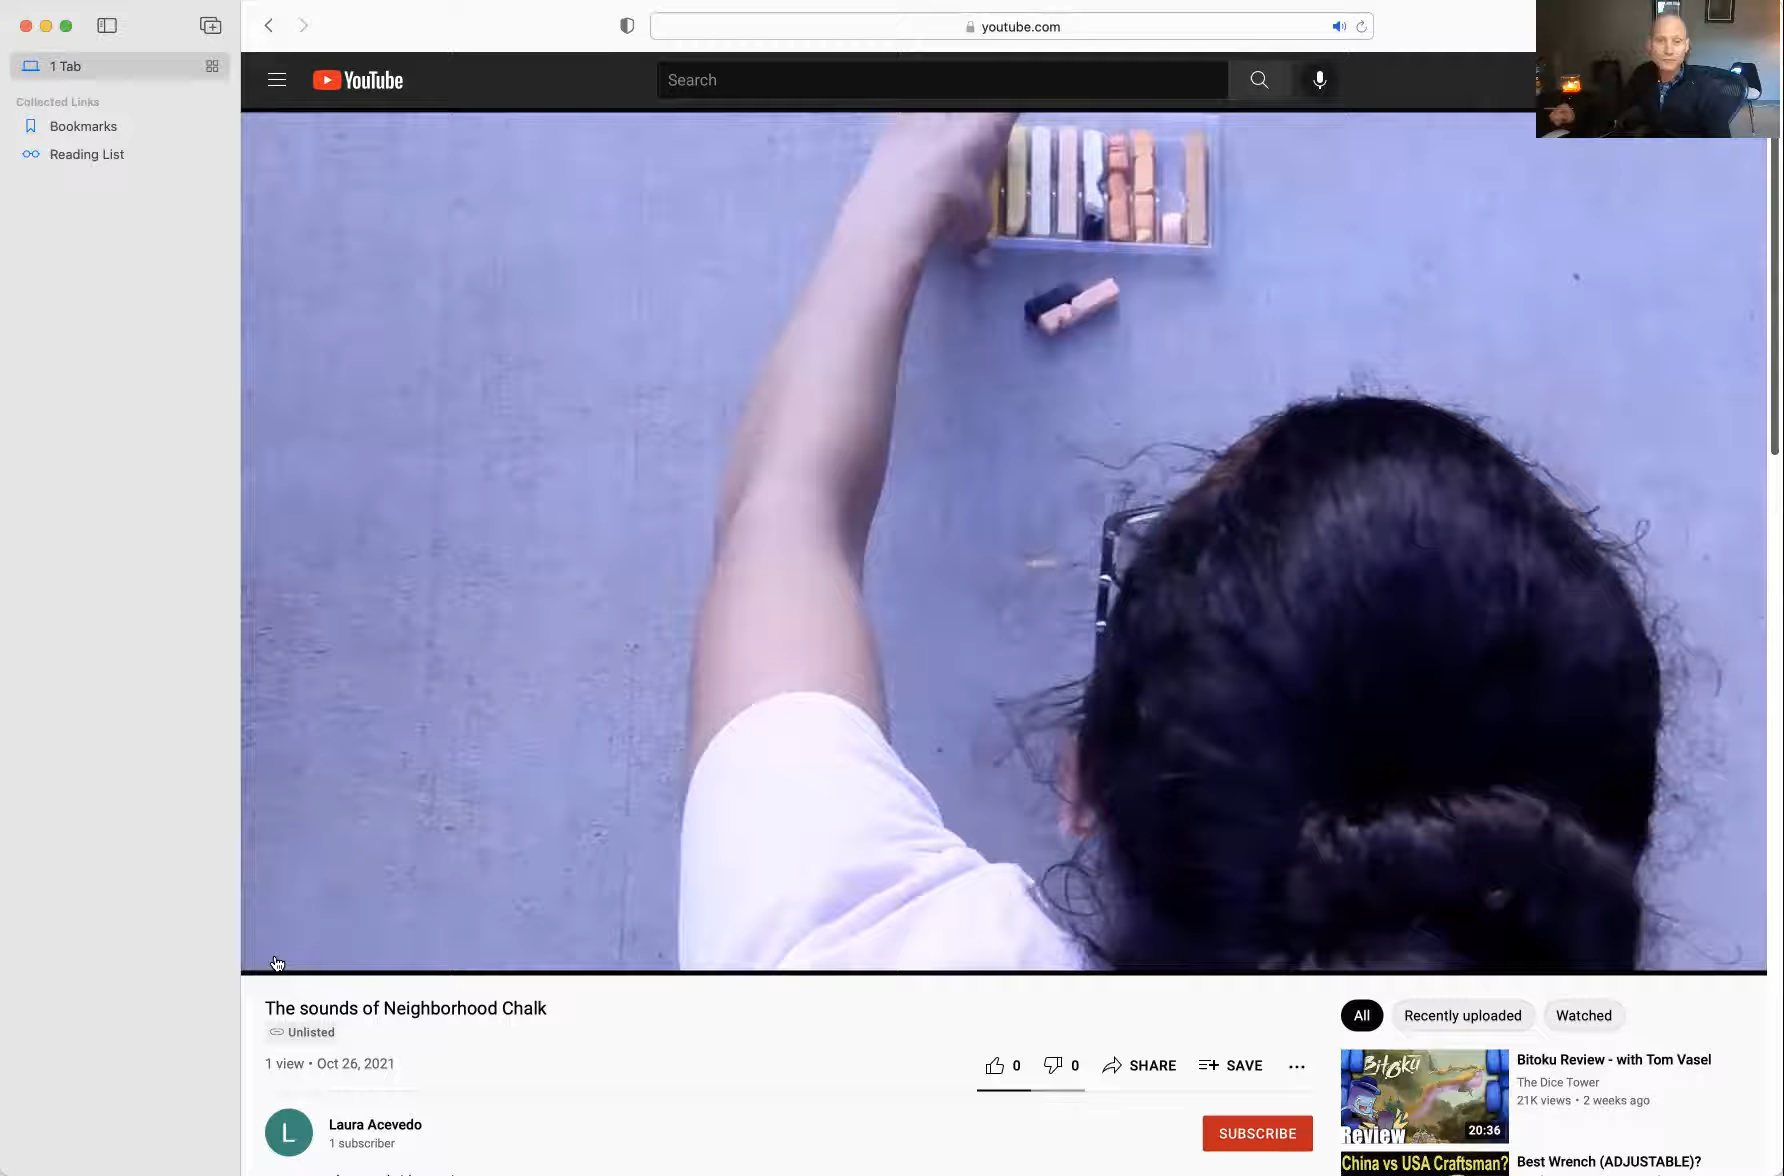 youtube.com
1 Tab
Collected Links
Bookmarks
Reading List
YouTube
Search
The sounds of Neighborhood Chalk
Unlisted
1 view • Oct 26, 2021
0
0
SHARE
SAVE
L
Laura Acevedo
1 subscriber
SUBSCRIBE
All
Recently uploaded
Watched
Bitoku
Review
20:36
Bitoku Review - with Tom Vasel
The Dice Tower
21K views • 2 weeks ago
China vs USA Craftsman?
Best Wrench (ADJUSTABLE)?